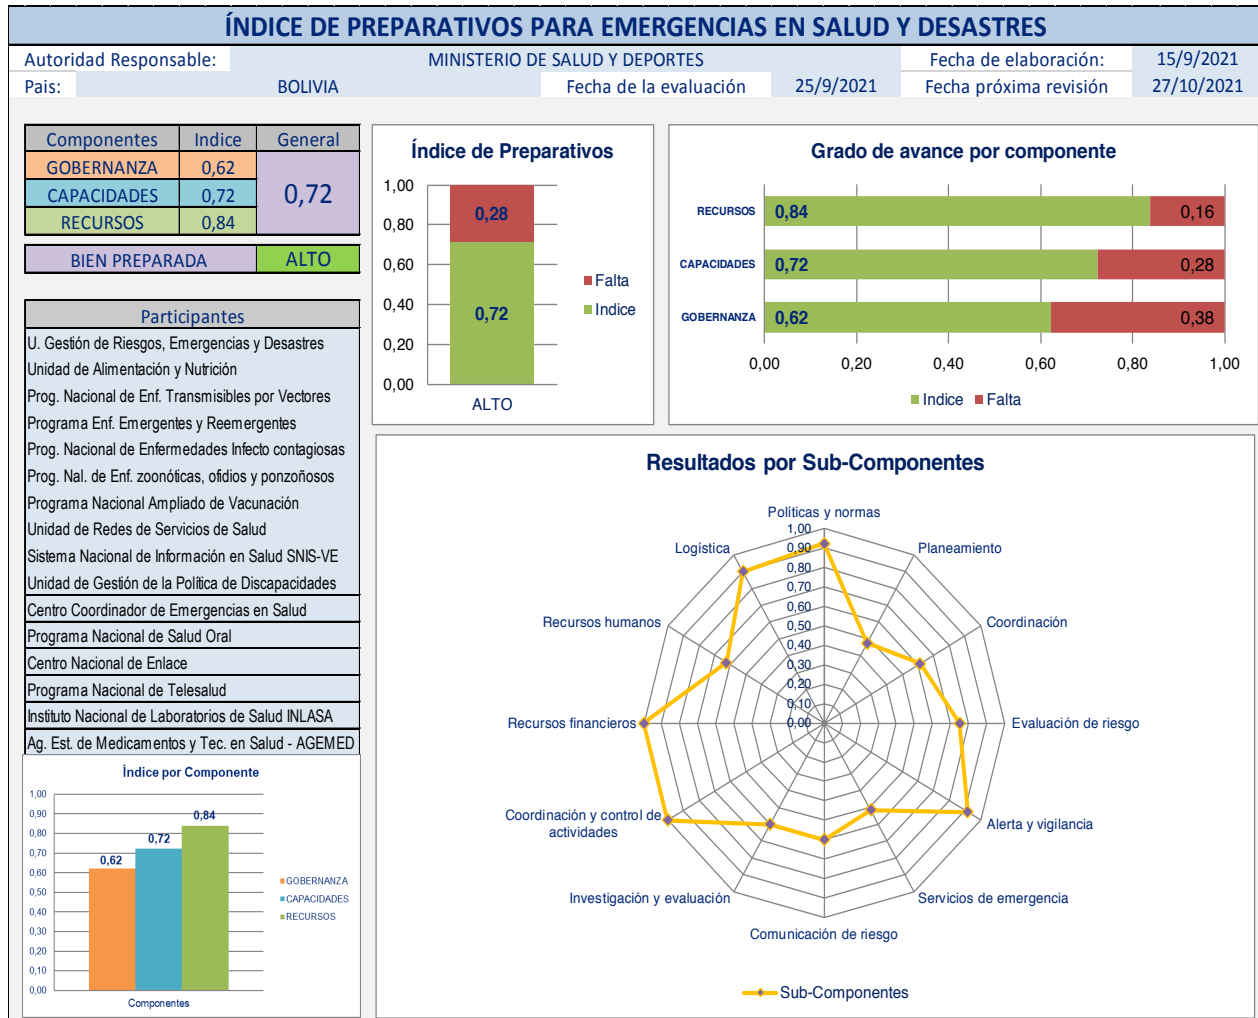 ÍNDICE DE PREPARATIVOS PARA EMERGENCIAS EN SALUD Y DESASTRES
Autoridad Responsable: MINISTERIO DE SALUD Y DEPORTES Fecha de elaboración: 15/9/2021
Pais: BOLIVIA Fecha de la evaluación 25/9/2021 Fecha próxima revisión 27/10/2021
Componentes Indice General
GOBERNANZA 0,62
CAPACIDADES 0,72 0,72
RECURSOS 0,84
BIEN PREPARADA ALTO
Participantes
U. Gestión de Riesgos, Emergencias y Desastres
Unidad de Alimentación y Nutrición
Prog. Nacional de Enf. Transmisibles por Vectores
Programa Enf. Emergentes y Reemergentes
Prog. Nacional de Enfermedades Infecto contagiosas
Prog. Nal. de Enf. zoonóticas, ofidios y ponzoñosos
Programa Nacional Ampliado de Vacunación
Unidad de Redes de Servicios de Salud
Sistema Nacional de Información en Salud SNIS-VE
Unidad de Gestión de la Política de Discapacidades
Centro Coordinador de Emergencias en Salud
Programa Nacional de Salud Oral
Centro Nacional de Enlace
Programa Nacional de Telesalud
Instituto Nacional de Laboratorios de Salud INLASA
Ag. Est. de Medicamentos y Tec. en Salud - AGEMED
Índice por Componente
1,00
0,90
0,80
0,70
0,60
0,50
0,40
0,30
0,20
0,10
0,00
0,62
0,72
0,84
Componentes
GOBERNANZA
CAPACIDADES
RECURSOS
Índice de Preparativos
1,00
0,80
0,60
0,40
0,20
0,00
0,28
0,72
ALTO
Falta
Indice
Grado de avance por componente
RECURSOS 0,84 0,16
CAPACIDADES 0,72 0,28
GOBERNANZA 0,62 0,38
0,00 0,20 0,40 0,60 0,80 1,00
Indice Falta
Resultados por Sub-Componentes
Políticas y normas
Planeamiento
Coordinación
Evaluación de riesgo
Alerta y vigilancia
Servicios de emergencia
Comunicación de riesgo
Investigación y evaluación
Coordinación y control de
actividades
Recursos financieros
Recursos humanos
Logística
1,00
0,90
0,80
0,70
0,60
0,50
0,40
0,30
0,20
0,10
0,00
Sub-Componentes